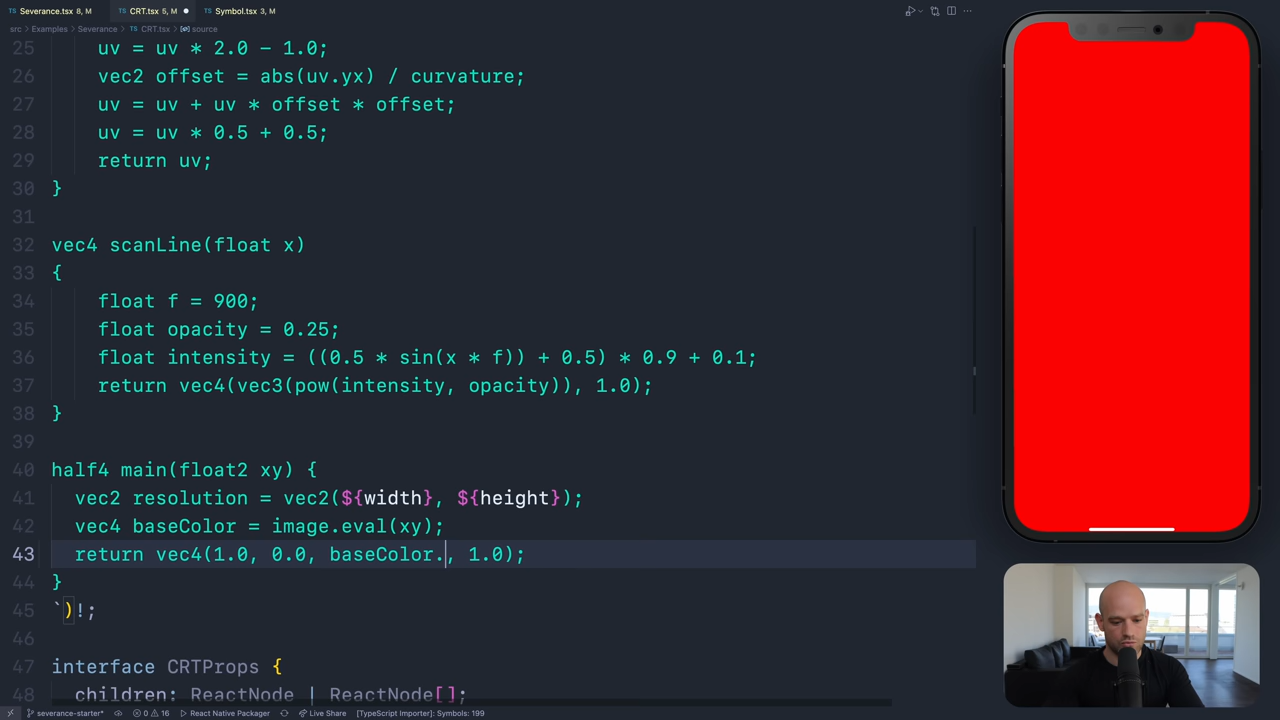 Severance.tsx 8, M CRT.tsx 5, M Symbol.tsx 3, M
src > Examples > Severance > CRT.tsx > source
25 uv = uv * 2.0 - 1.0;
26 vec2 offset = abs(uv.yx) / curvature;
27 uv = uv + uv * offset * offset;
28 uv = uv * 0.5 + 0.5;
29 return uv;
30 }
31
32 vec4 scanLine(float x)
33 {
34 float f = 900;
35 float opacity = 0.25;
36 float intensity = ((0.5 * sin(x * f)) + 0.5) * 0.9 + 0.1;
37 return vec4(vec3(pow(intensity, opacity)), 1.0);
38 }
39
40 half4 main(float2 xy) {
41 vec2 resolution = vec2(${width}, ${height});
42 vec4 baseColor = image.eval(xy);
43 return vec4(1.0, 0.0, baseColor., 1.0);
44 }
45 `)!;
46
47 interface CRTProps {
48 children: ReactNode | ReactNode[];
severance-starter* 0 16 React Native Packager Live Share [TypeScript Importer]: Symbols: 199